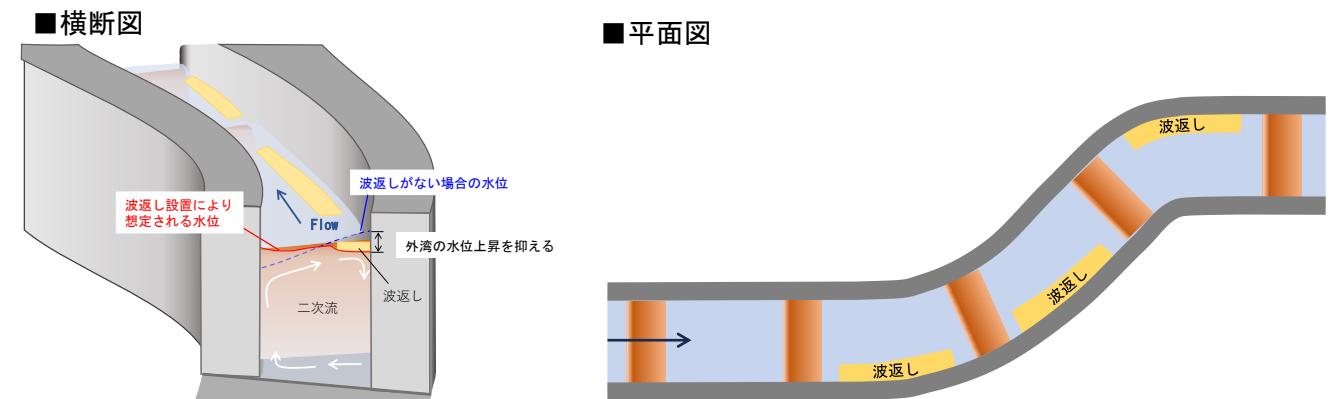 ■横断図
■平面図
波返しがない場合の水位
波返し設置により
想定される水位
Flow
外湾の水位上昇を抑える
波返し
二次流
波返し
波返し
波返し